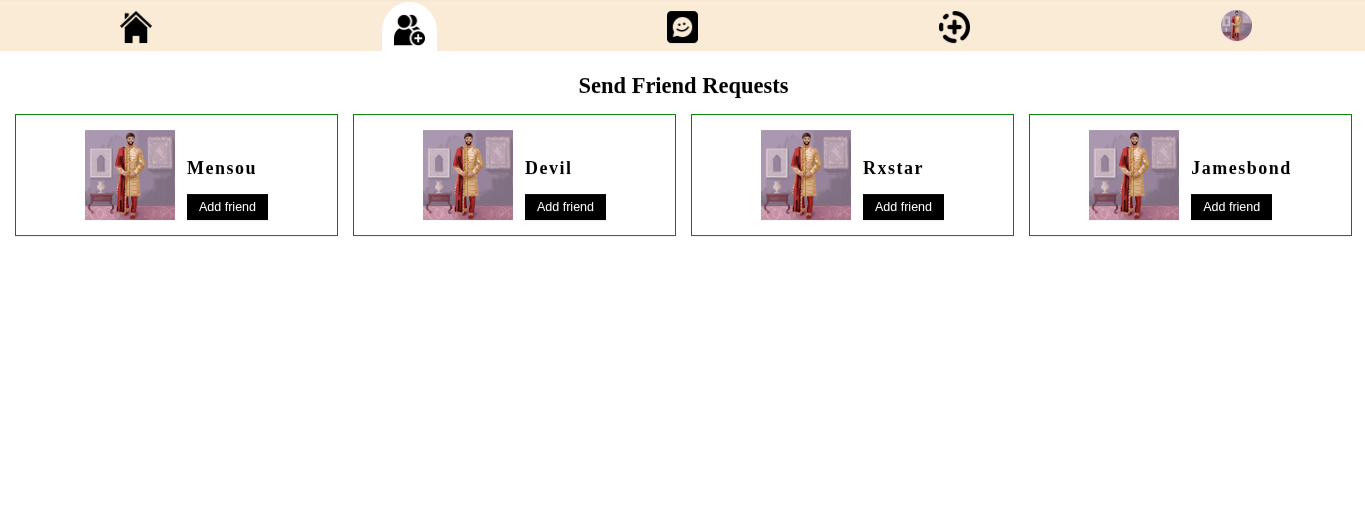 Send Friend Requests
Mensou
Add friend
Devil
Add friend
Rxstar
Add friend
Jamesbond
Add friend